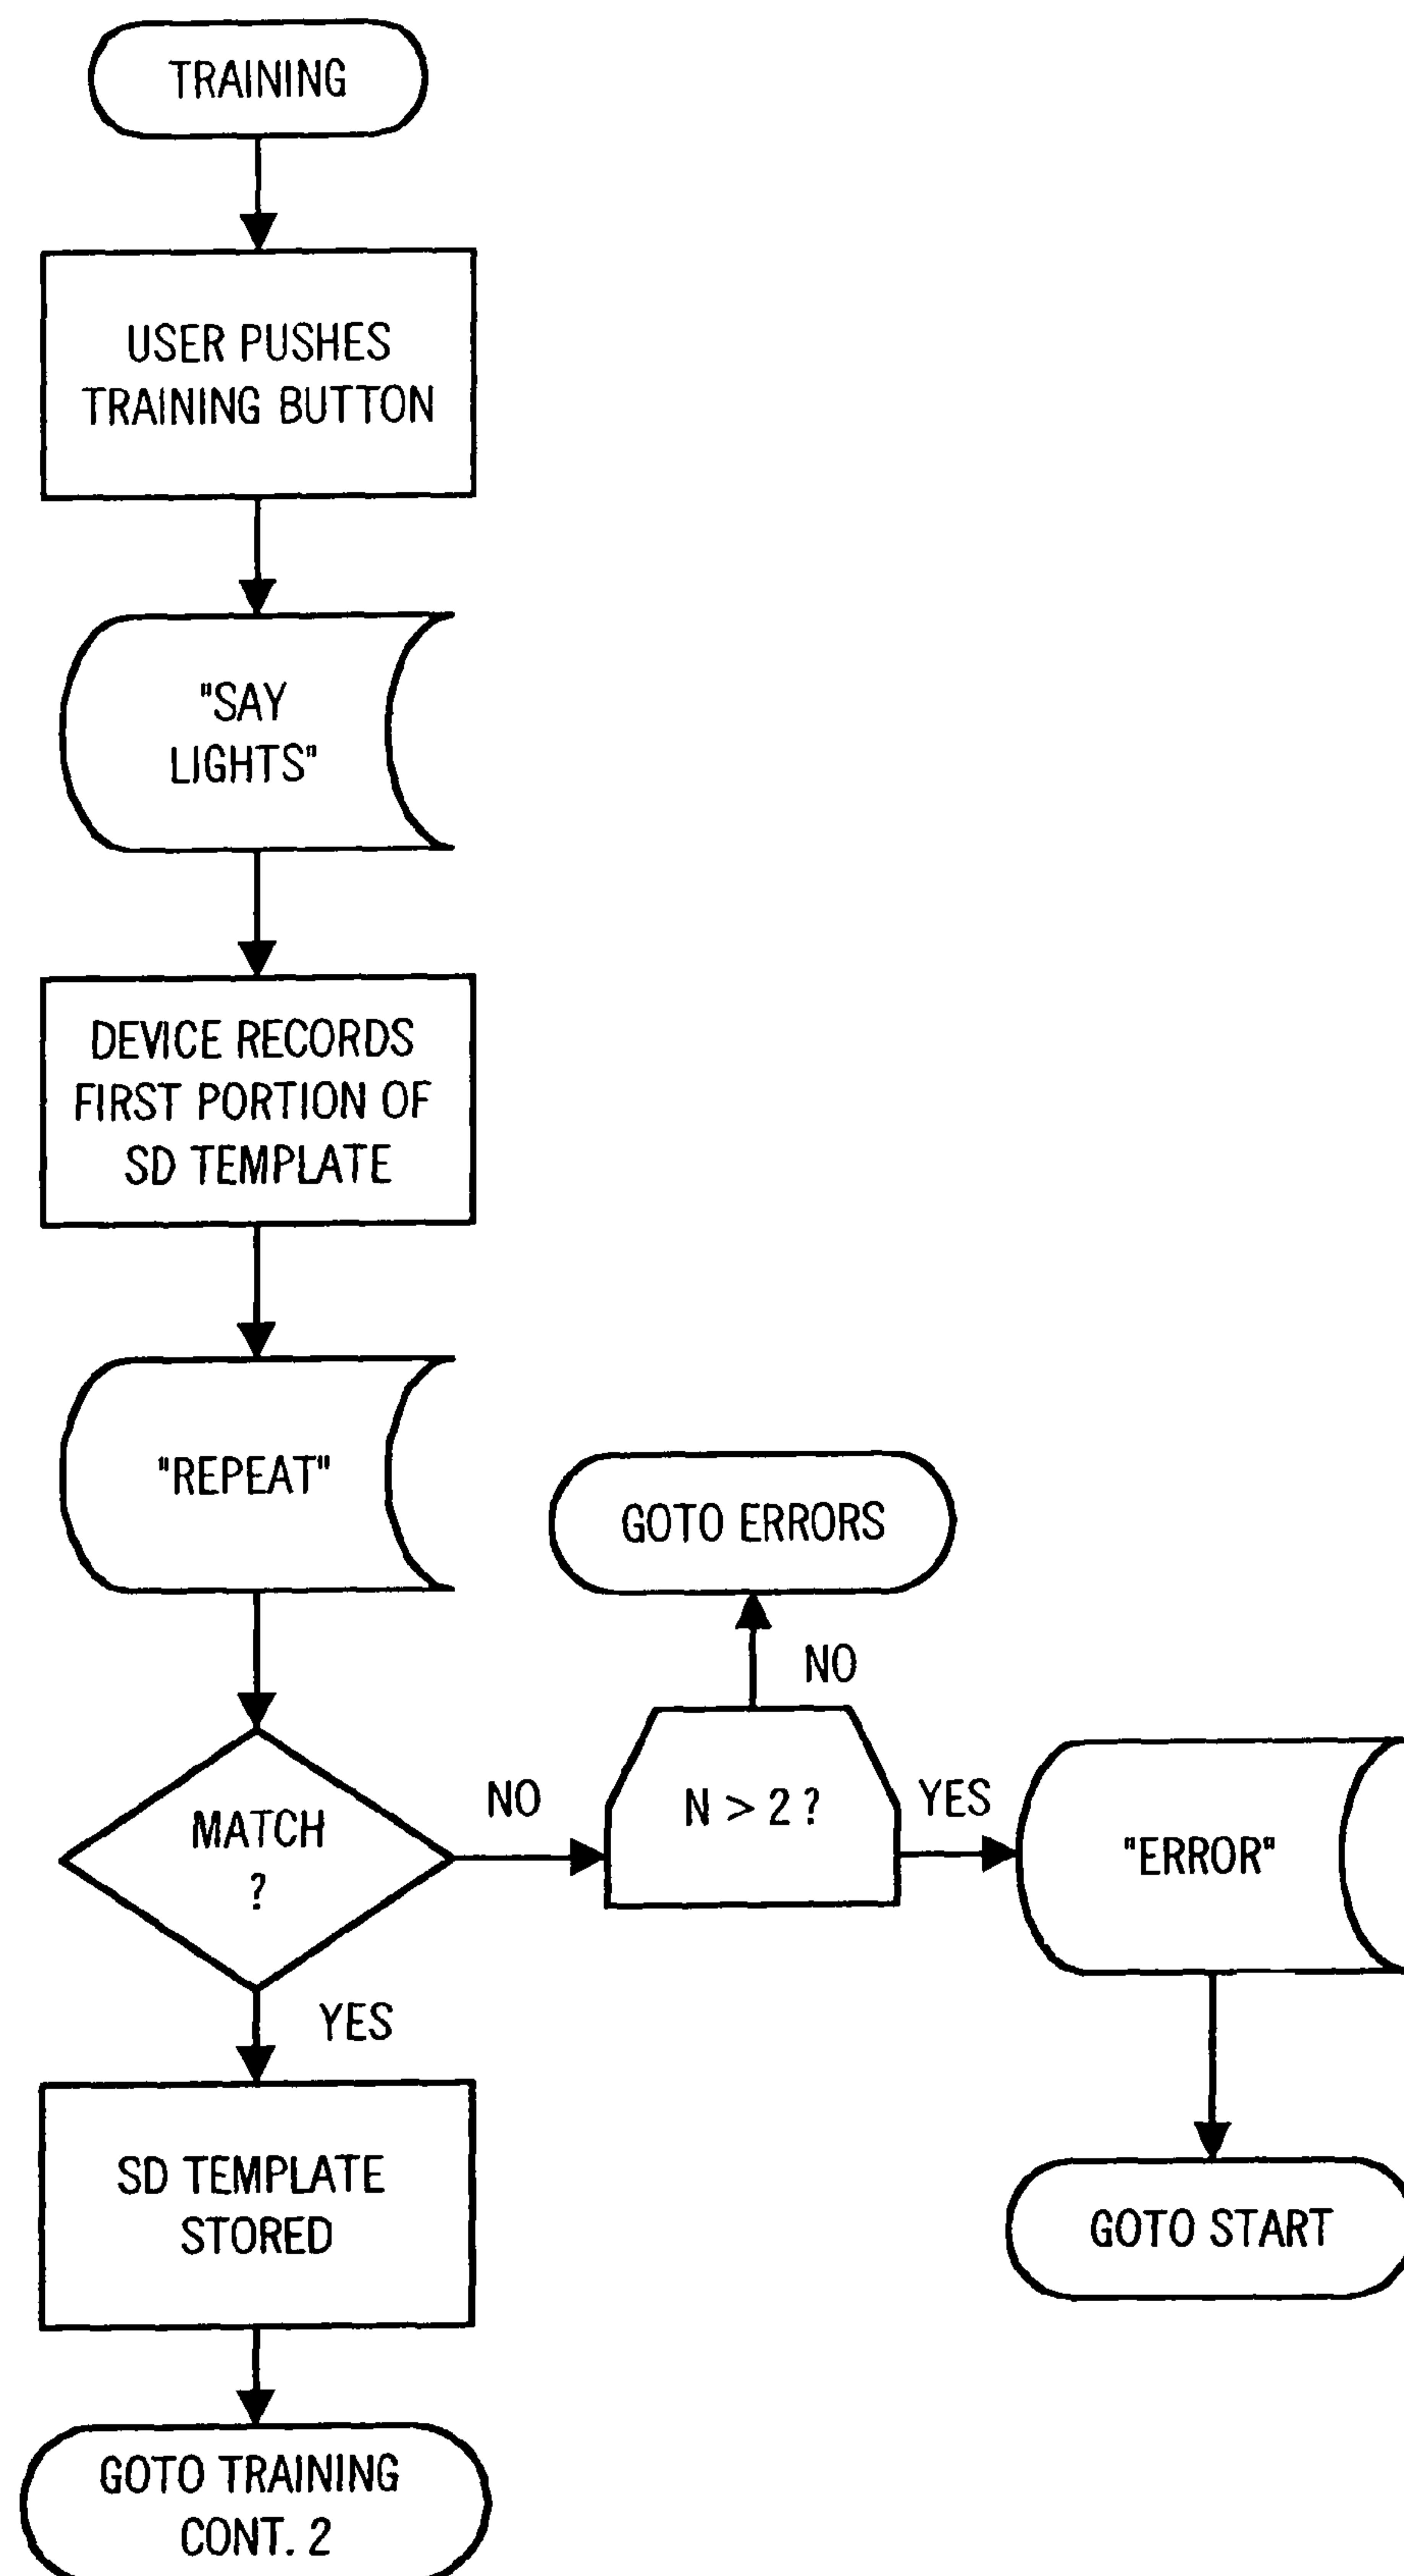 TRAINING
USER PUSHES
TRAINING BUTTON
"SAY
LIGHTS"
DEVICE RECORDS
FIRST PORTION OF
SD TEMPLATE
"REPEAT"
GOTO ERRORS
NO
MATCH
?
NO
N > 2 ?
YES
"ERROR"
YES
SD TEMPLATE
STORED
GOTO START
GOTO TRAINING
CONT. 2